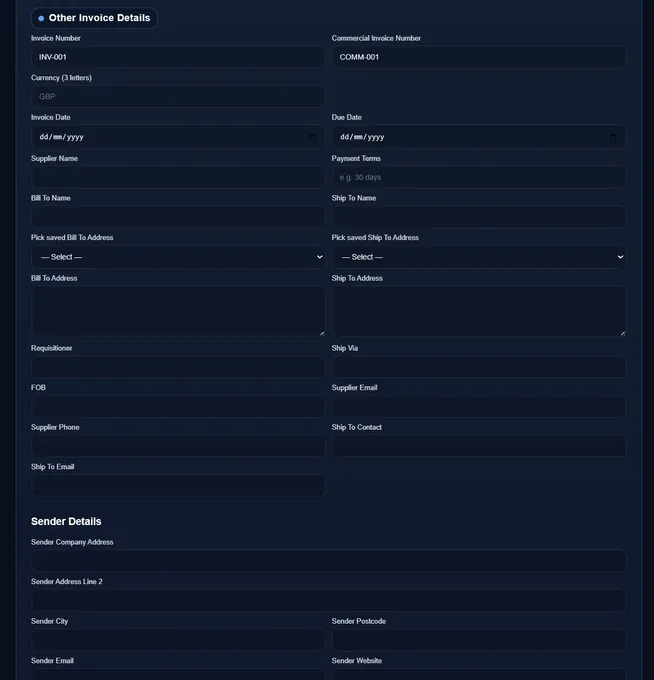 Other Invoice Details
Invoice Number Commercial Invoice Number
INV-001 COMM-001
Currency (3 letters)
GBP
Invoice Date Due Date
dd/mm/yyyy dd/mm/yyyy
Supplier Name Payment Terms
e.g. 30 days
Bill To Name Ship To Name
Pick saved Bill To Address Pick saved Ship To Address
— Select — — Select —
Bill To Address Ship To Address
Requisitioner Ship Via
FOB Supplier Email
Supplier Phone Ship To Contact
Ship To Email
Sender Details
Sender Company Address
Sender Address Line 2
Sender City Sender Postcode
Sender Email Sender Website